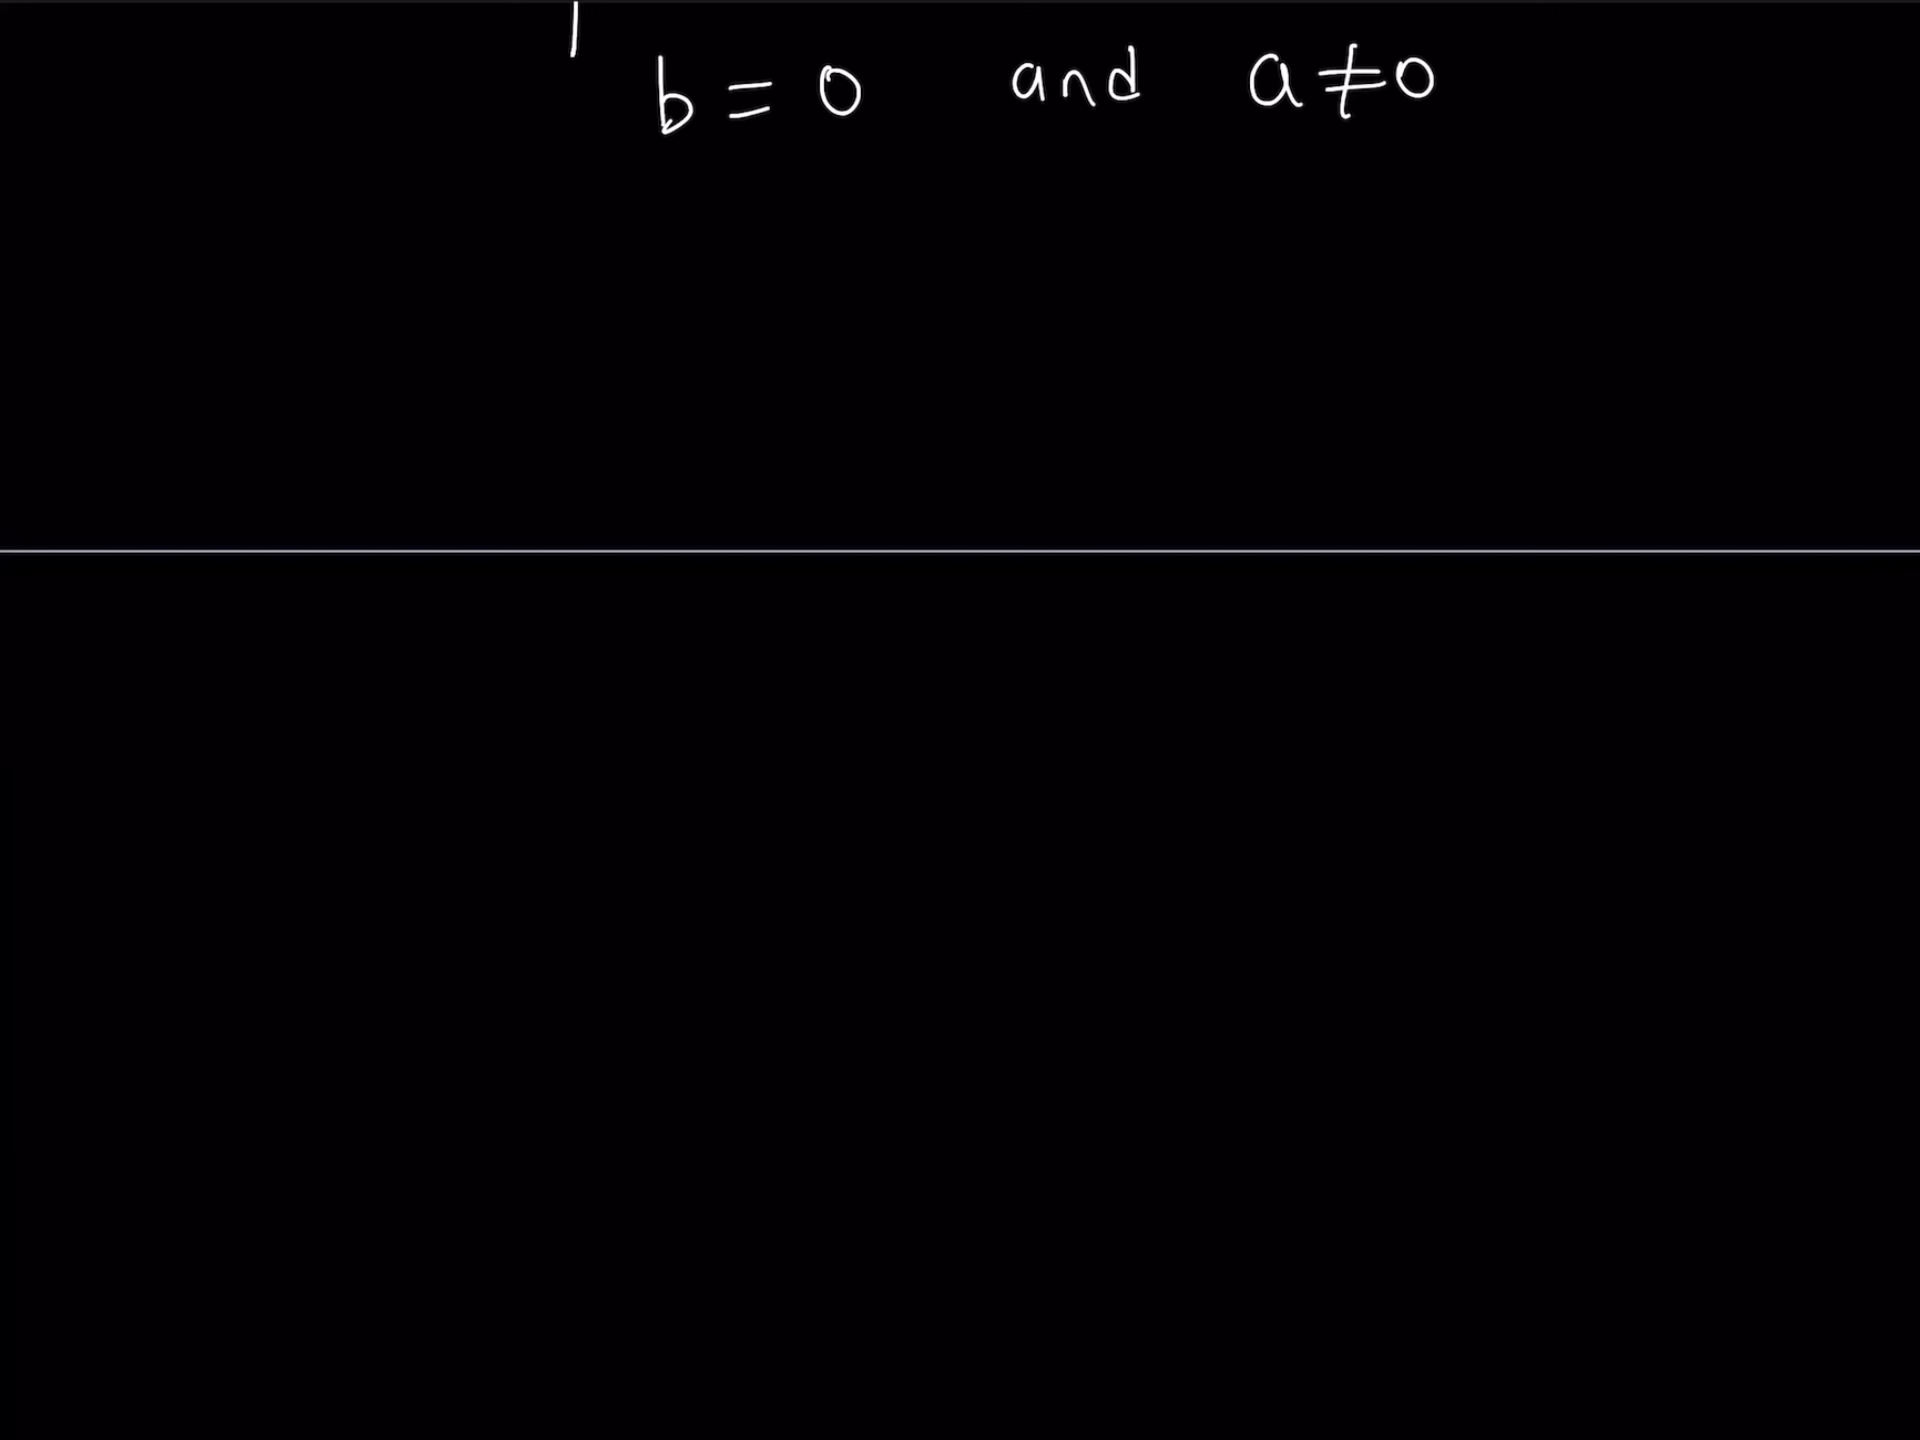 b = 0 and a ≠ 0